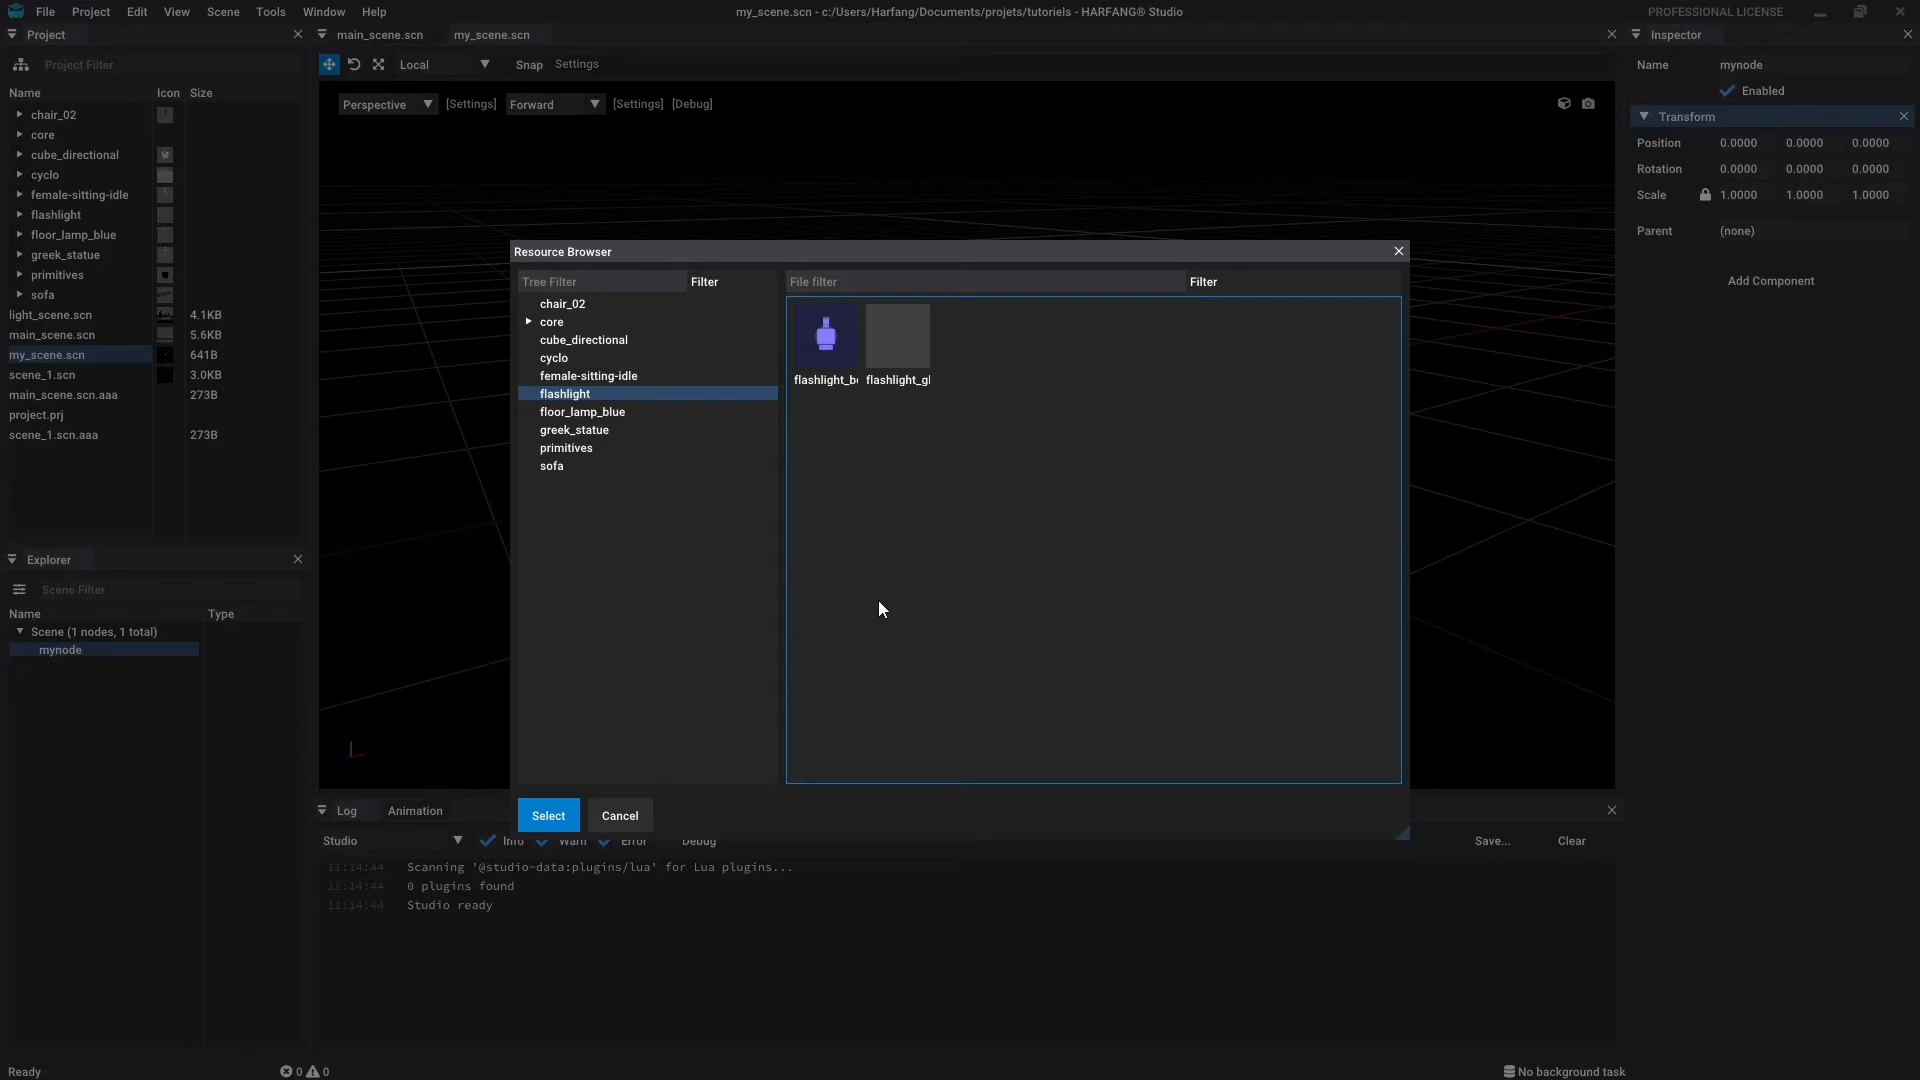 File Project Edit View Scene Tools Window Help
my_scene.scn - c:/Users/Harfang/Documents/projets/tutoriels - HARFANG® Studio
PROFESSIONAL LICENSE
Project
Project Filter
Name Icon Size
chair_02
core
cube_directional
cyclo
female-sitting-idle
flashlight
floor_lamp_blue
greek_statue
primitives
sofa
light_scene.scn 4.1KB
main_scene.scn 5.6KB
my_scene.scn 641B
scene_1.scn 3.0KB
main_scene.scn.aaa 273B
project.prj
scene_1.scn.aaa 273B
Explorer
Scene Filter
Name Type
Scene (1 nodes, 1 total)
mynode
main_scene.scn my_scene.scn
Local Snap Settings
Perspective [Settings] Forward [Settings] [Debug]
Resource Browser
Tree Filter Filter File filter Filter
chair_02
core
cube_directional
cyclo
female-sitting-idle
flashlight
floor_lamp_blue
greek_statue
primitives
sofa
flashlight_b flashlight_gl
Select Cancel
Log Animation
Studio Info Warn Error Debug Save... Clear
11:14:44 Scanning '@studio-data:plugins/lua' for Lua plugins...
11:14:44 0 plugins found
11:14:44 Studio ready
Inspector
Name mynode
Enabled
Transform
Position 0.0000 0.0000 0.0000
Rotation 0.0000 0.0000 0.0000
Scale 1.0000 1.0000 1.0000
Parent (none)
Add Component
Ready 0 0 No background task